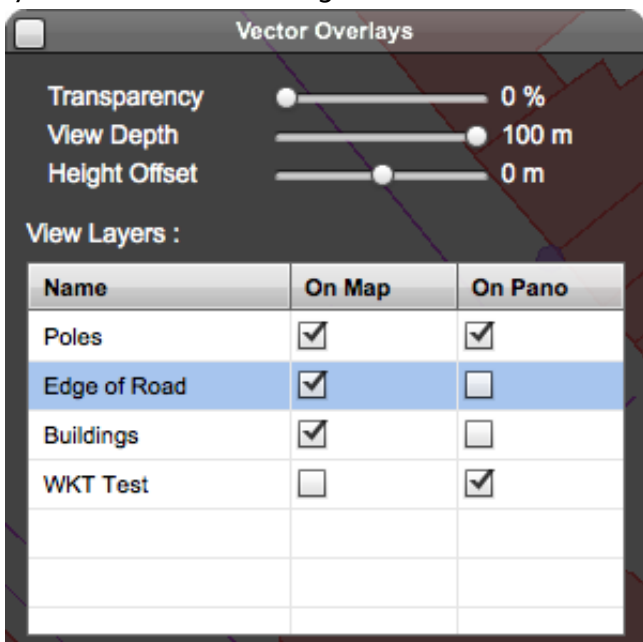 Vector Overlays
Transparency 0 %
View Depth 100 m
Height Offset 0 m
View Layers :
Name On Map On Pano
Poles
Edge of Road
Buildings
WKT Test